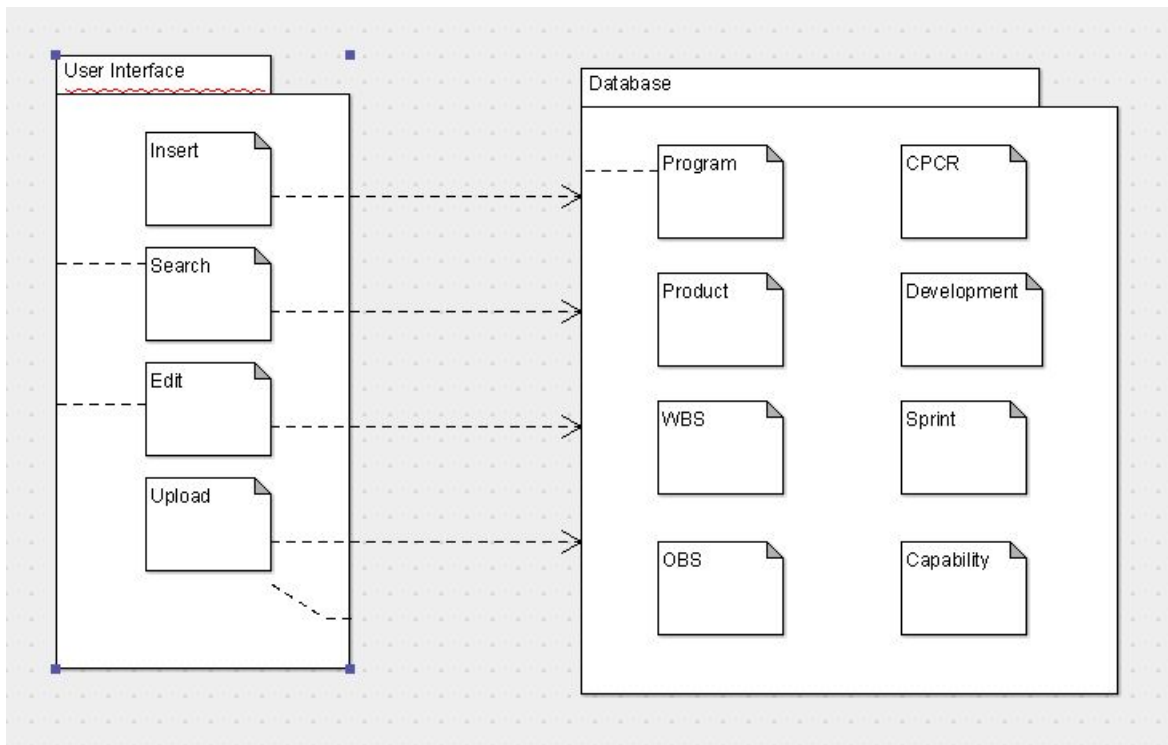 User Interface
Insert
Search
Edit
Upload
Database
Program
CPCR
Product
Development
WBS
Sprint
OBS
Capability